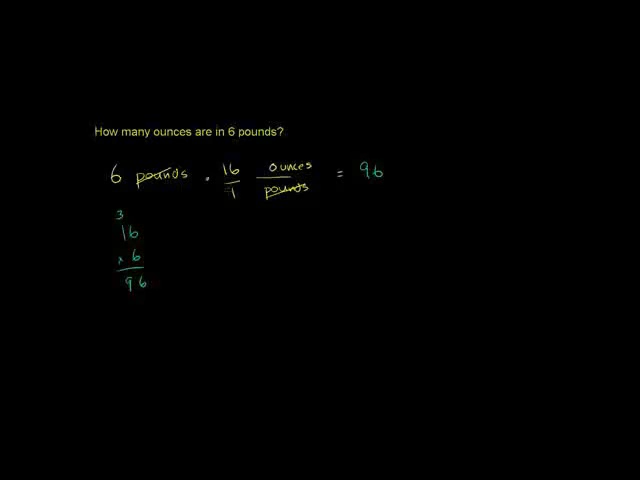 How many ounces are in 6 pounds?
6 pounds · 16/1 ounces/pounds = 96
3
16
× 6
96